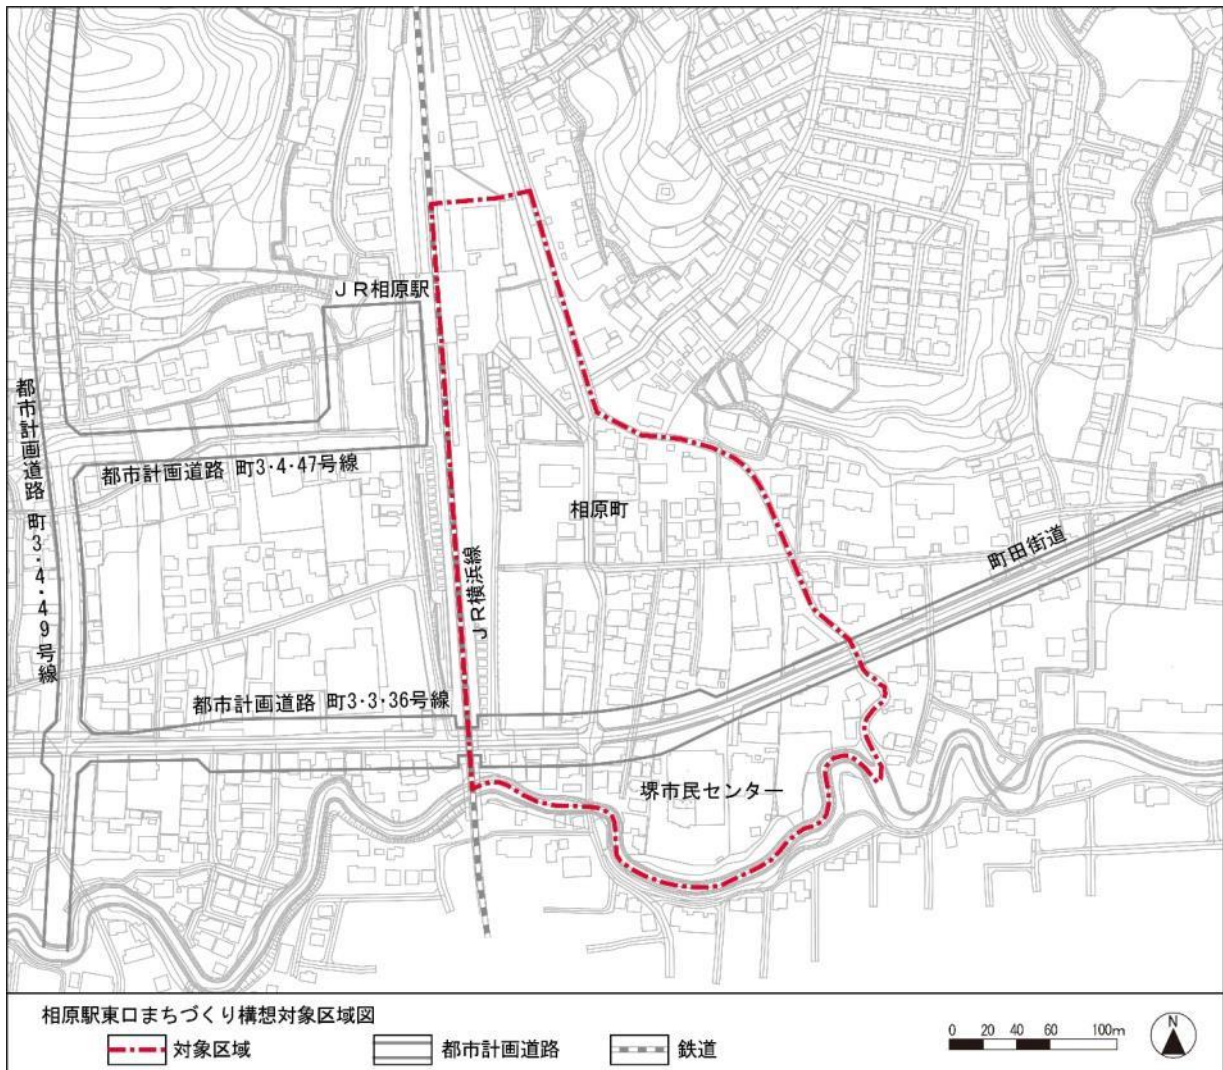 JR相原駅
都市計画道路 町3・4・49号線
都市計画道路 町3・4・47号線
相原町
町田街道
JR横浜線
都市計画道路 町3・3・36号線
堺市民センター
相原駅東口まちづくり構想対象区域図
対象区域
都市計画道路
鉄道
0 20 40 60 100m
N